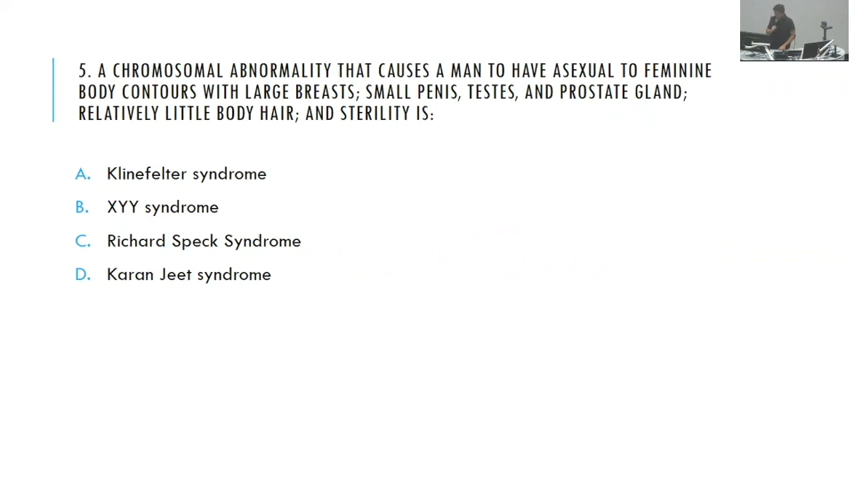 5. A CHROMOSOMAL ABNORMALITY THAT CAUSES A MAN TO HAVE ASEXUAL TO FEMININE
BODY CONTOURS WITH LARGE BREASTS; SMALL PENIS, TESTES, AND PROSTATE GLAND;
RELATIVELY LITTLE BODY HAIR; AND STERILITY IS:
A. Klinefelter syndrome
B. XYY syndrome
C. Richard Speck Syndrome
D. Karan Jeet syndrome